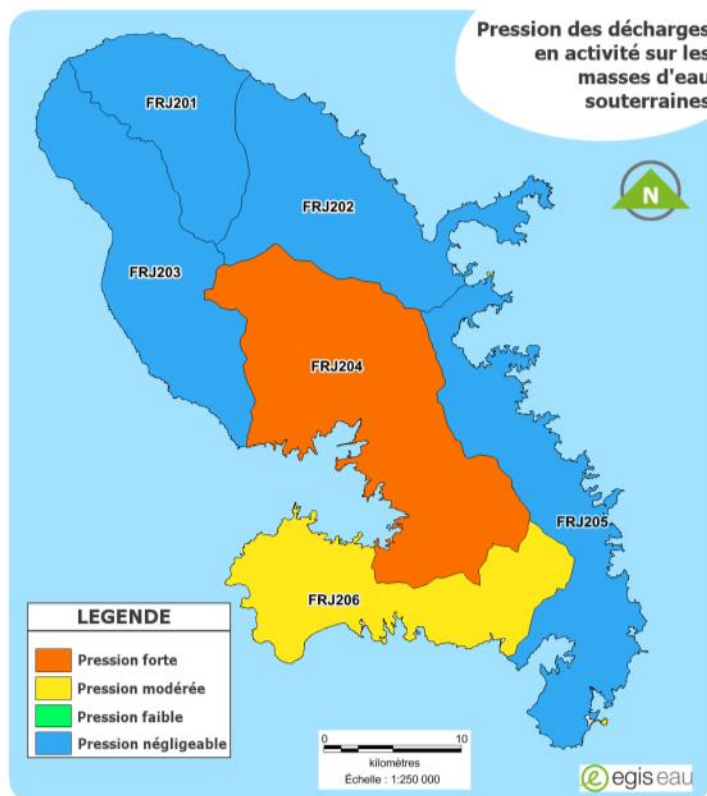 Pression des décharges
en activité sur les
masses d'eau
souterraines
FRJ201
N
FRJ202
FRJ203
FRJ204
FRJ205
FRJ206
LEGENDE
Pression forte
Pression modérée
Pression faible
Pression négligeable
0 10
kilomètres
Échelle : 1:250 000
e egis eau